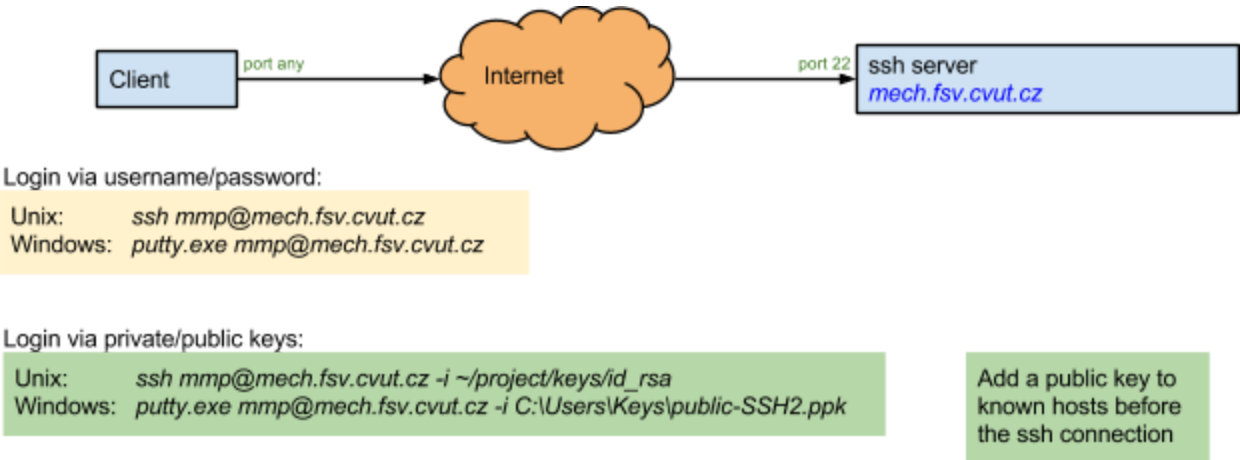 Client
port any
Internet
port 22
ssh server
mech.fsv.cvut.cz
Login via username/password:
Unix: ssh mmp@mech.fsv.cvut.cz
Windows: putty.exe mmp@mech.fsv.cvut.cz
Login via private/public keys:
Unix: ssh mmp@mech.fsv.cvut.cz -i ~/project/keys/id_rsa
Windows: putty.exe mmp@mech.fsv.cvut.cz -i C:\Users\Keys\public-SSH2.ppk
Add a public key to
known hosts before
the ssh connection